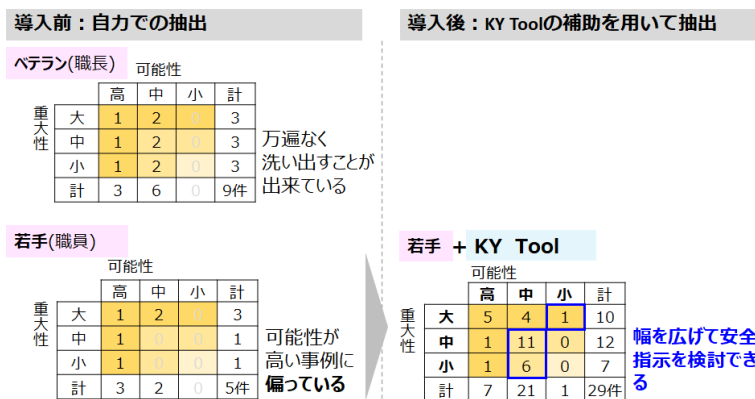 導入前：自力での抽出
ベテラン(職長)
可能性
高 中 小 計
重大性
大 1 2 0 3
中 1 2 0 3
小 1 2 0 3
計 3 6 0 9件
万遍なく
洗い出すことが
出来ている
若手(職員)
可能性
高 中 小 計
重大性
大 1 2 0 3
中 1 0 0 1
小 1 0 0 1
計 3 2 0 5件
可能性が
高い事例に
偏っている
導入後：KY Toolの補助を用いて抽出
若手 + KY Tool
可能性
高 中 小 計
重大性
大 5 4 1 10
中 1 11 0 12
小 1 6 0 7
計 7 21 1 29件
幅を広げて安全
指示を検討でき
る